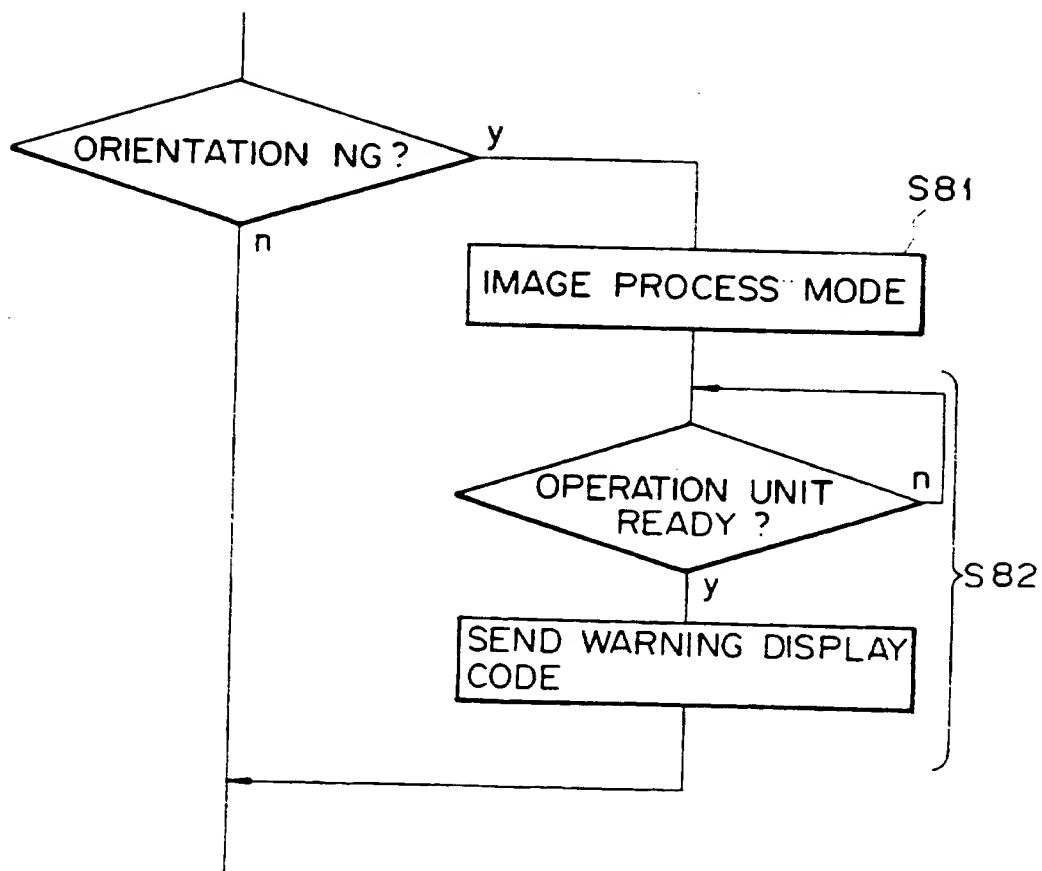 ORIENTATION NG?
y
n
S81
IMAGE PROCESS MODE
OPERATION UNIT
READY ?
n
y
S82
SEND WARNING DISPLAY
CODE